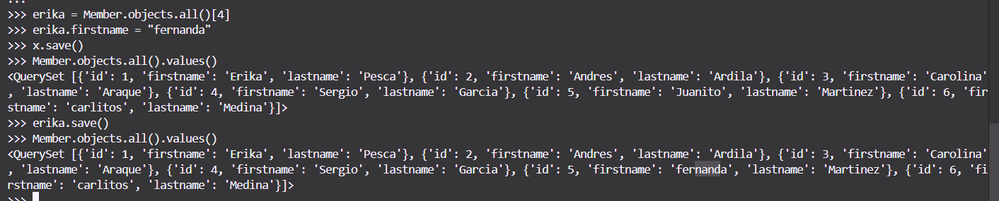 ...
>>> erika = Member.objects.all()[4]
>>> erika.firstname = "fernanda"
>>> x.save()
>>> Member.objects.all().values()
<QuerySet [{'id': 1, 'firstname': 'Erika', 'lastname': 'Pesca'}, {'id': 2, 'firstname': 'Andres', 'lastname': 'Ardila'}, {'id': 3, 'firstname': 'Carolina'
, 'lastname': 'Araque'}, {'id': 4, 'firstname': 'Sergio', 'lastname': 'Garcia'}, {'id': 5, 'firstname': 'Juanito', 'lastname': 'Martinez'}, {'id': 6, 'fir
stname': 'carlitos', 'lastname': 'Medina'}]>
>>> erika.save()
>>> Member.objects.all().values()
<QuerySet [{'id': 1, 'firstname': 'Erika', 'lastname': 'Pesca'}, {'id': 2, 'firstname': 'Andres', 'lastname': 'Ardila'}, {'id': 3, 'firstname': 'Carolina'
, 'lastname': 'Araque'}, {'id': 4, 'firstname': 'Sergio', 'lastname': 'Garcia'}, {'id': 5, 'firstname': 'fernanda', 'lastname': 'Martinez'}, {'id': 6, 'fi
rstname': 'carlitos', 'lastname': 'Medina'}]>
>>>